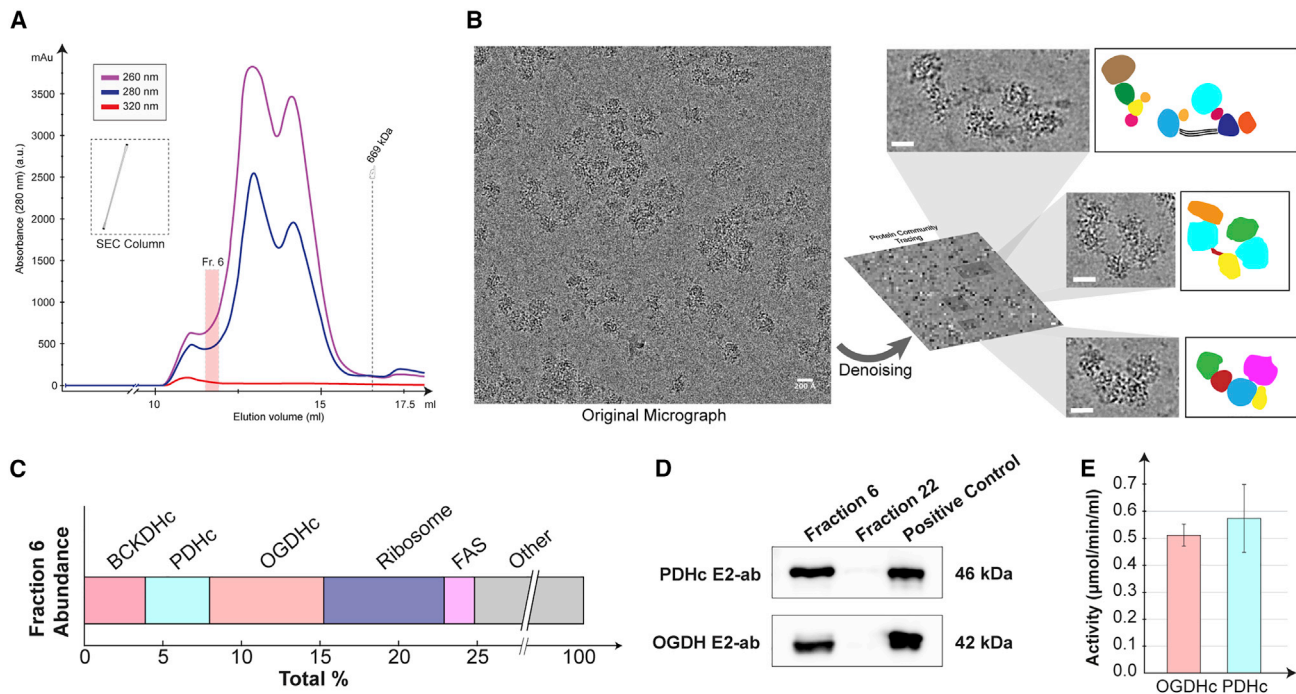 A
mAu
3500
3000
2500
2000
1500
1000
500
0
Absorbance (280 nm) (a.u.)
260 nm
280 nm
320 nm
SEC Column
Fr. 6
669 kDa
10
15
17.5
ml
Elution volume (ml)
B
200 Å
Original Micrograph
Denoising
Protein Community
Tracing
C
Fraction 6
Abundance
BCKDHc
PDHc
OGDHc
Ribosome
FAS
Other
0
5
10
15
20
25
100
Total %
D
Fraction 6
Fraction 22
Positive Control
PDHc E2-ab
46 kDa
OGDH E2-ab
42 kDa
E
Activity (µmol/min/ml)
0.7
0.6
0.5
0.4
0.3
0.2
0.1
0.0
OGDHc PDHc